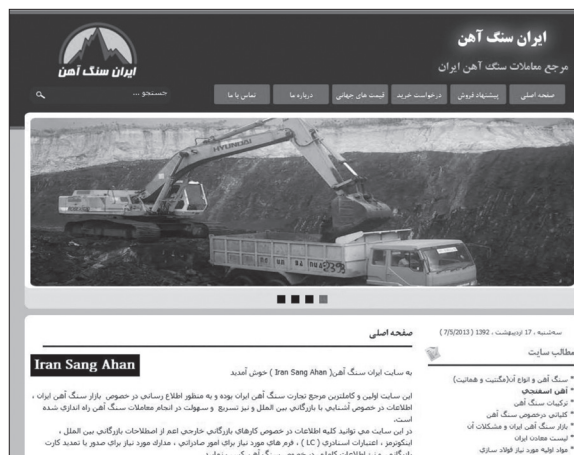 ایران سنگ آهن
مرجع معاملات سنگ آهن ایران
ایران سنگ آهن
صفحه اصلی
پیشنهاد فروش
درخواست خرید
قیمت های جهانی
درباره ما
تماس با ما
جستجو ...
HYUNDAI
سه‌شنبه ، 17 اردیبهشت ، 1392 ( 7/5/2013 )
مطالب سایت
* سنگ آهن و انواع آن(مگنتیت و هماتیت)
* آهن اسفنجي
* ترکیبات سنگ آهن
* کلیاتی درخصوص سنگ آهن
* بازار سنگ آهن ایران و مشکلات آن
* لیست معادن ایران
* مواد اولیه مورد نیاز فولاد سازی
صفحه اصلی
Iran Sang Ahan
به سایت ایران سنگ آهن( Iran Sang Ahan ) خوش آمدید
این سایت اولین و کاملترین مرجع تجارت سنگ آهن ایران بوده و به منظور اطلاع رسانی در خصوص بازار سنگ آهن ایران ،
اطلاعات در خصوص آشنایی با بازرگانی بین الملل و نیز تسریع و سهولت در انجام معاملات سنگ آهن راه اندازی شده
است.
در این سایت می توانید کلیه اطلاعات در خصوص کارهای بازرگانی خارجی اعم از اصطلاحات بازرگانی بین الملل ،
اینکوترمز ، اعتبارات اسنادری ( LC ) ، فرم های مورد نیاز برای امور صادراتی ، مدارک مورد نیاز برای صدور یا تمدید کارت